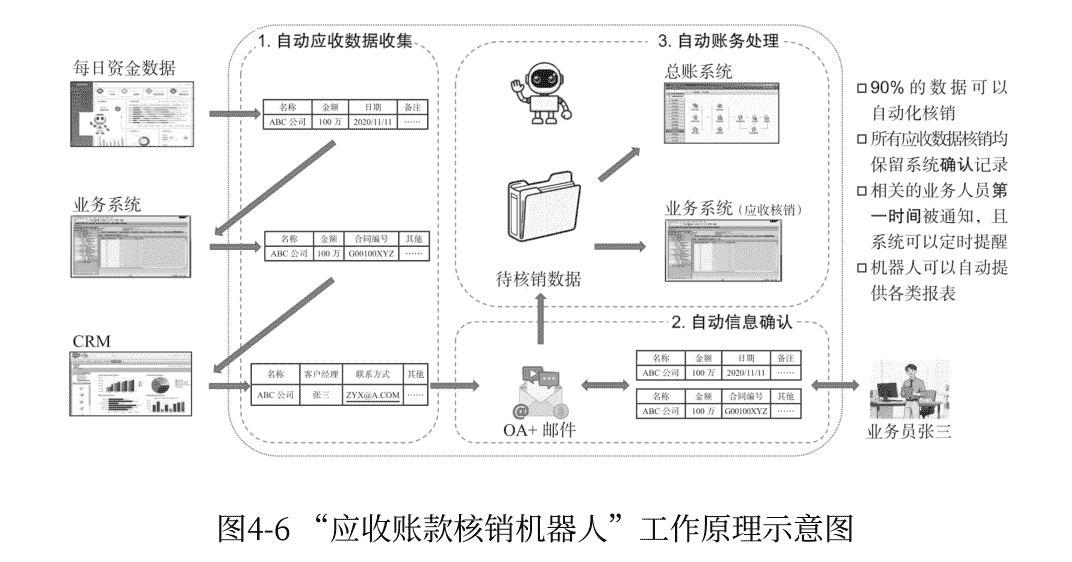 1. 自动应收数据收集
每日资金数据
名称 金额 日期 备注
ABC 公司 100 万 2020/11/11 ……
业务系统
名称 金额 合同编号 其他
ABC 公司 100 万 G00100XYZ ……
CRM
名称 客户经理 联系方式 其他
ABC 公司 张三 ZYX@A.COM ……
3. 自动账务处理
总账系统
业务系统（应收核销）
待核销数据
2. 自动信息确认
OA+ 邮件
名称 金额 日期 备注
ABC 公司 100 万 2020/11/11 ……
名称 金额 合同编号 其他
ABC 公司 100 万 G00100XYZ ……
业务员张三
90% 的数据可以
自动化核销
所有应收数据核销均
保留系统确认记录
相关的业务人员第
一时间被通知，且
系统可以定时提醒
机器人可以自动提
供各类报表
图4-6 “应收账款核销机器人”工作原理示意图